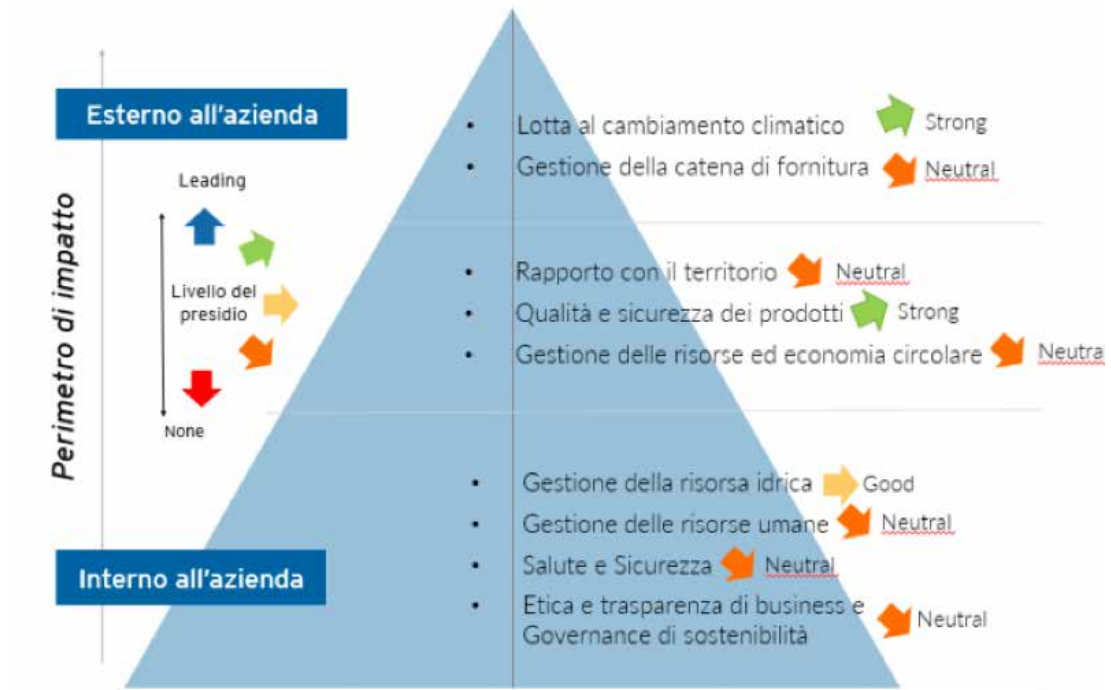 Esterno all'azienda
Leading
Livello del
presidio
None
Perimetro di impatto
Interno all'azienda
• Lotta al cambiamento climatico Strong
• Gestione della catena di fornitura Neutral
• Rapporto con il territorio Neutral
• Qualità e sicurezza dei prodotti Strong
• Gestione delle risorse ed economia circolare Neutral
• Gestione della risorsa idrica Good
• Gestione delle risorse umane Neutral
• Salute e Sicurezza Neutral
• Etica e trasparenza di business e
Governance di sostenibilità Neutral